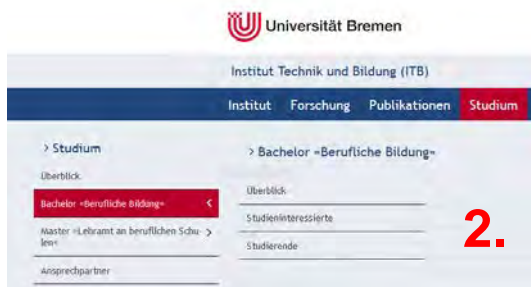 Universität Bremen
Institut Technik und Bildung (ITB)
Institut Forschung Publikationen Studium
> Studium
Überblick
Bachelor »Berufliche Bildung«
Master »Lehramt an beruflichen Schu-
len«
Ansprechpartner
> Bachelor »Berufliche Bildung«
Überblick
Studieninteressierte
Studierende
2.